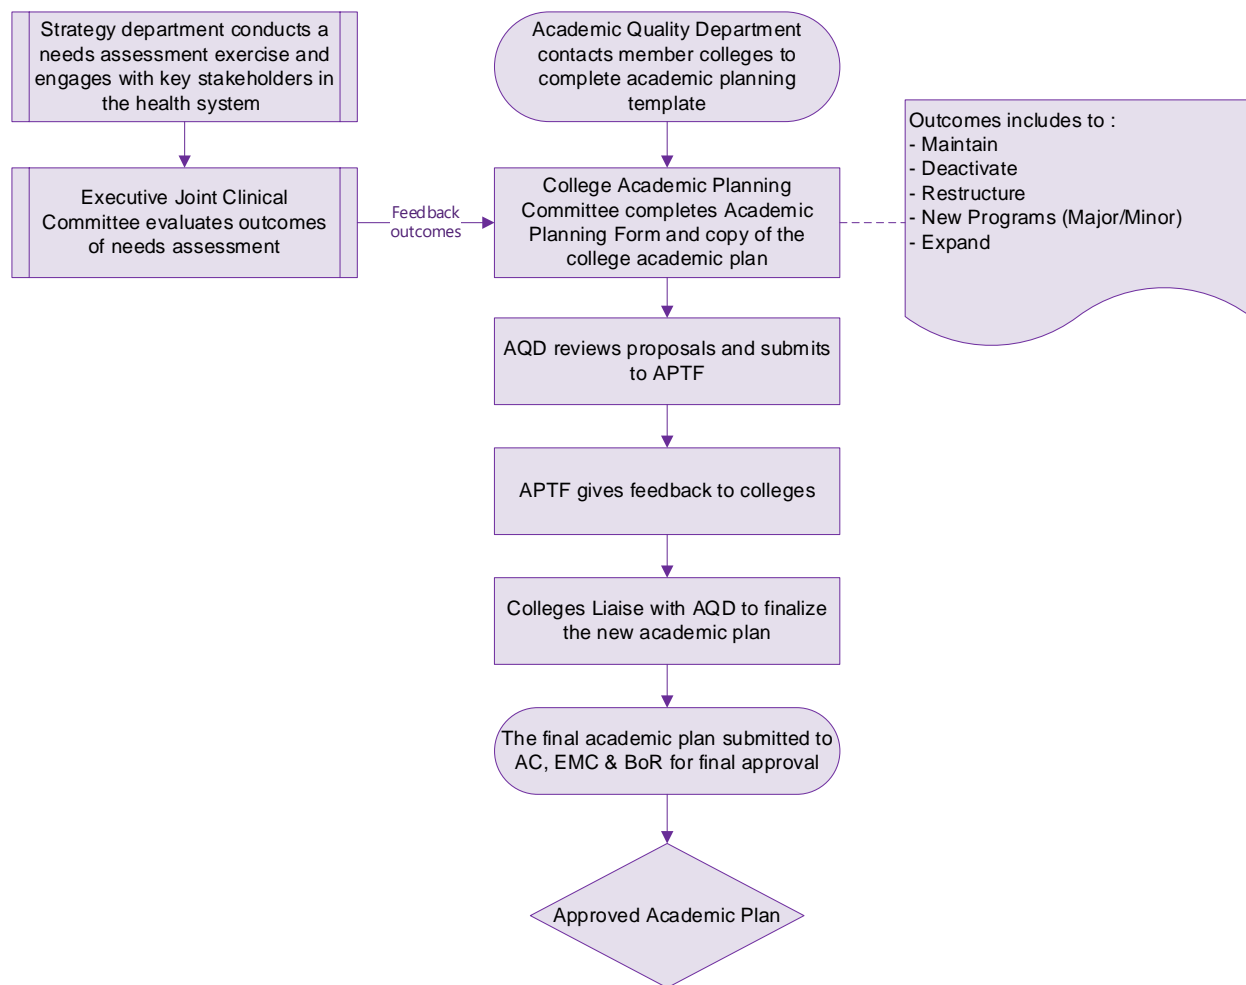 Strategy department conducts a
needs assessment exercise and
engages with key stakeholders in
the health system
Academic Quality Department
contacts member colleges to
complete academic planning
template
Outcomes includes to :
- Maintain
- Deactivate
- Restructure
- New Programs (Major/Minor)
- Expand
Executive Joint Clinical
Committee evaluates outcomes
of needs assessment
Feedback
outcomes
College Academic Planning
Committee completes Academic
Planning Form and copy of the
college academic plan
AQD reviews proposals and submits
to APTF
APTF gives feedback to colleges
Colleges Liaise with AQD to finalize
the new academic plan
The final academic plan submitted to
AC, EMC & BoR for final approval
Approved Academic Plan